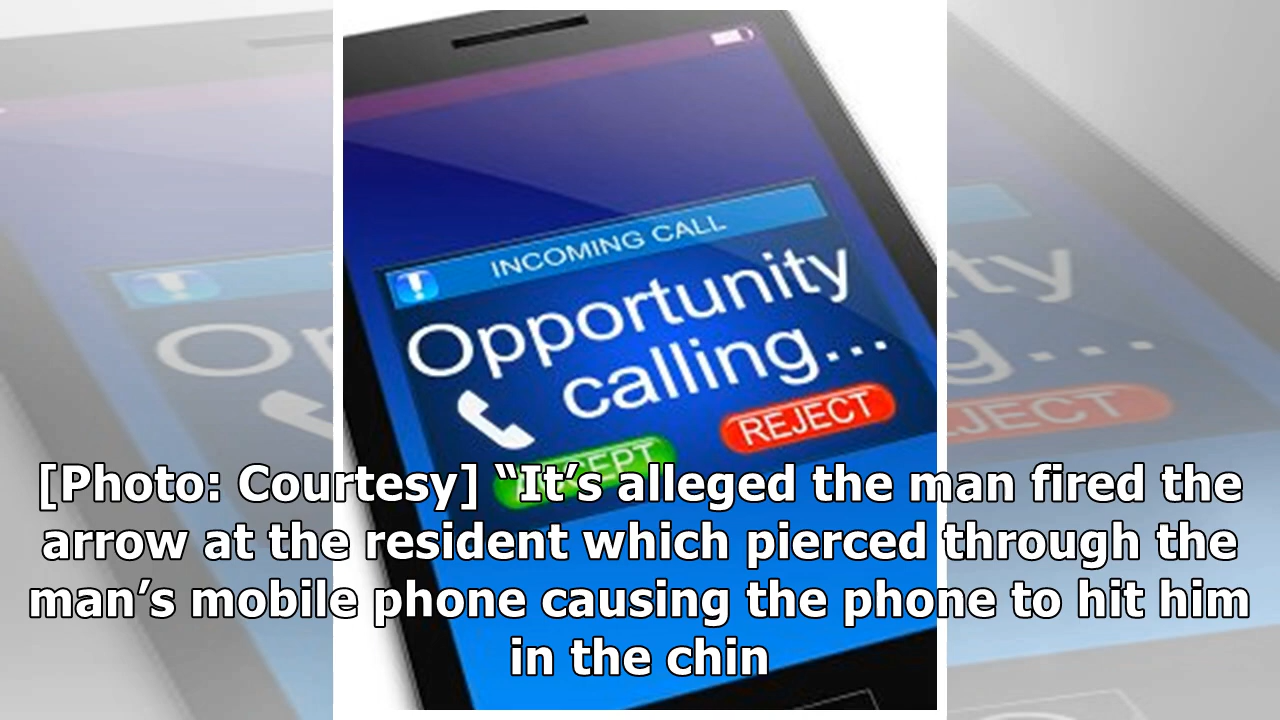 INCOMING CALL
Opportunity
calling...
REJECT
[Photo: Courtesy] “It’s alleged the man fired the
arrow at the resident which pierced through the
man’s mobile phone causing the phone to hit him
in the chin